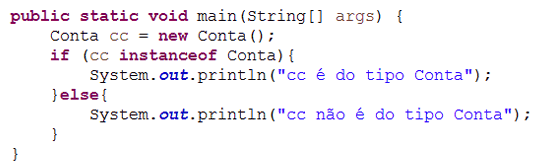 public static void main(String[] args) {
    Conta cc = new Conta();
    if (cc instanceof Conta){
        System.out.println("cc é do tipo Conta");
    }else{
        System.out.println("cc não é do tipo Conta");
    }
}